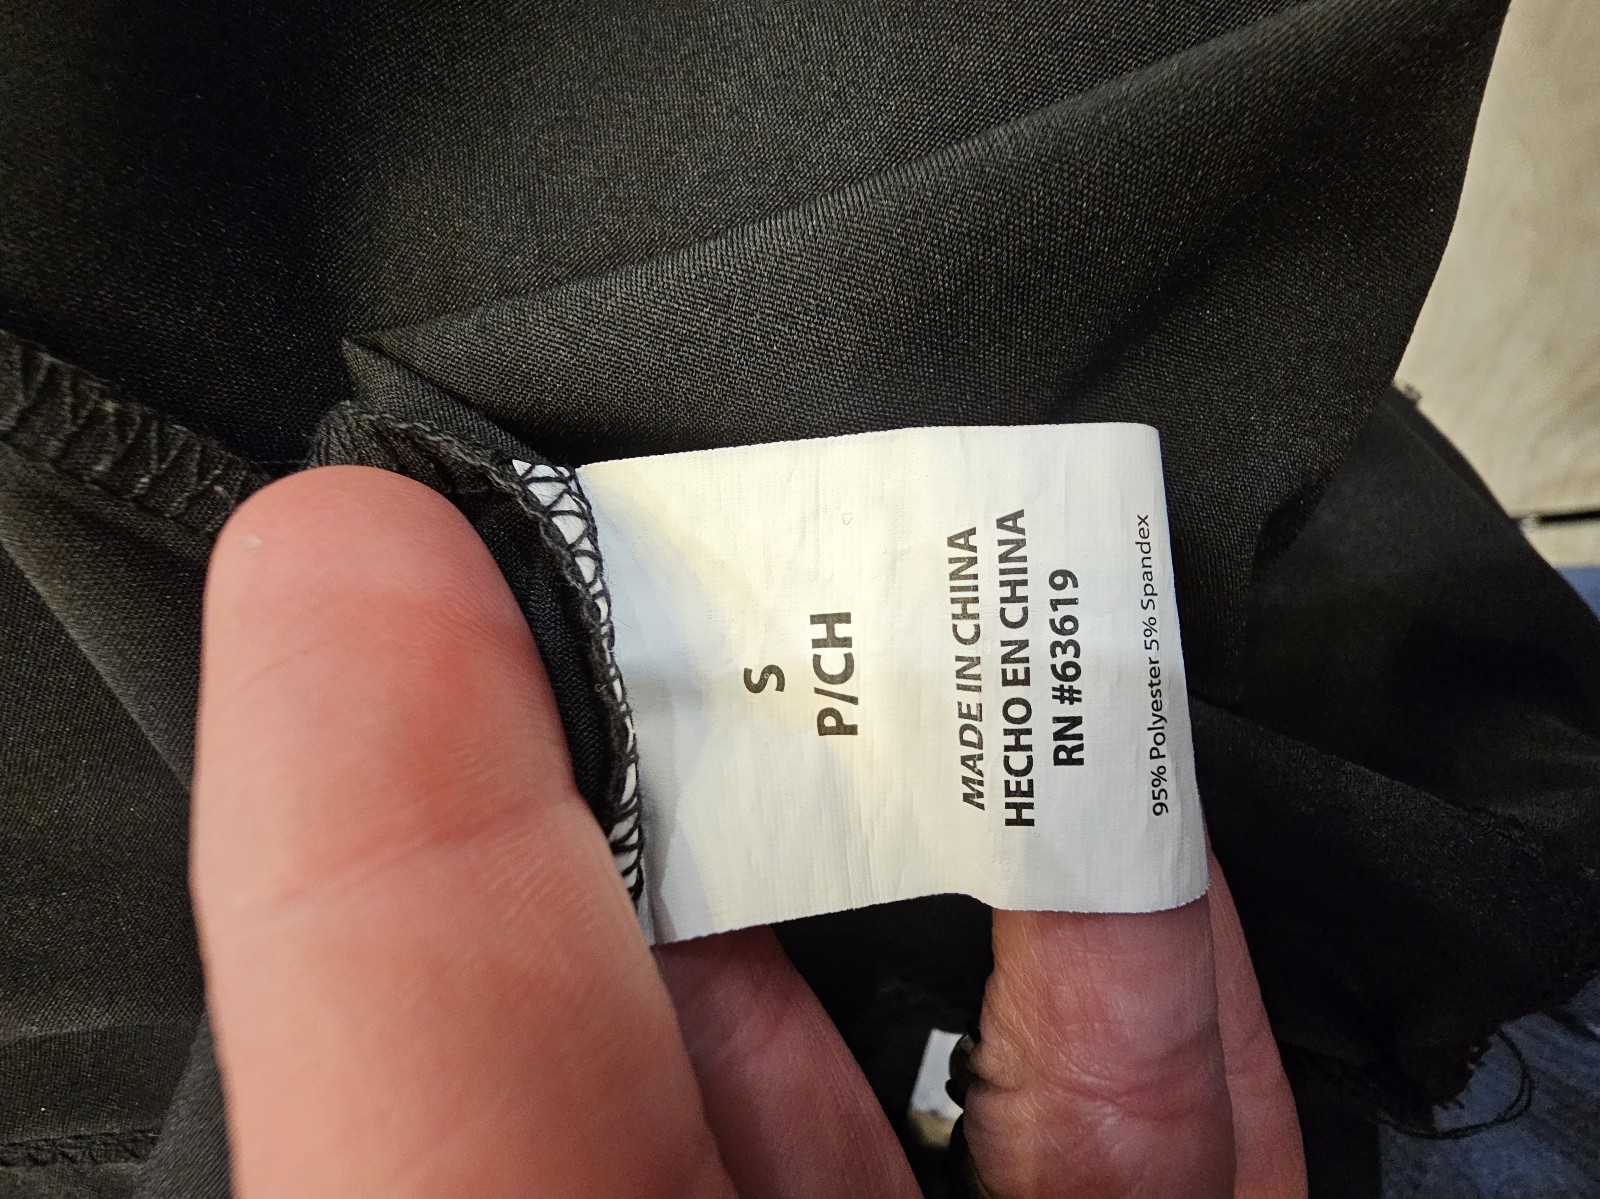 S
P/CH
MADE IN CHINA
HECHO EN CHINA
RN #63619
95% Polyester 5% Spandex